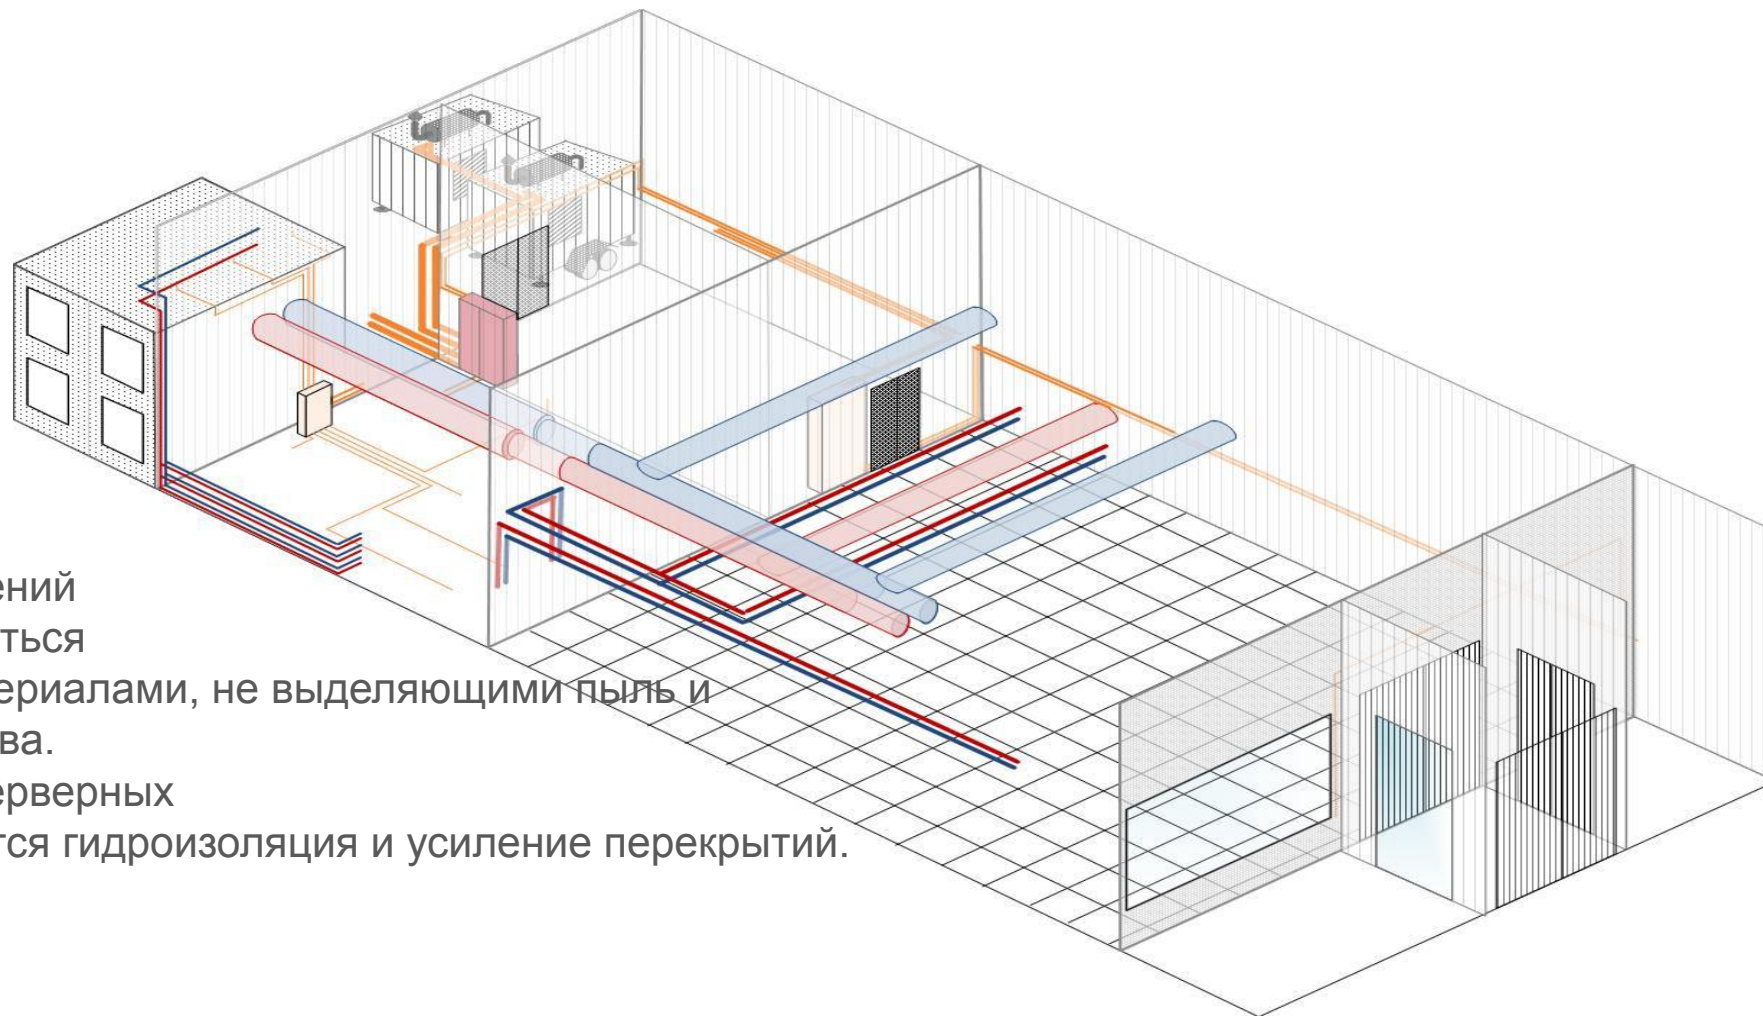 ений
ться
ериалами, не выделяющими пыль и
ва.
ерверных
тся гидроизоляция и усиление перекрытий.